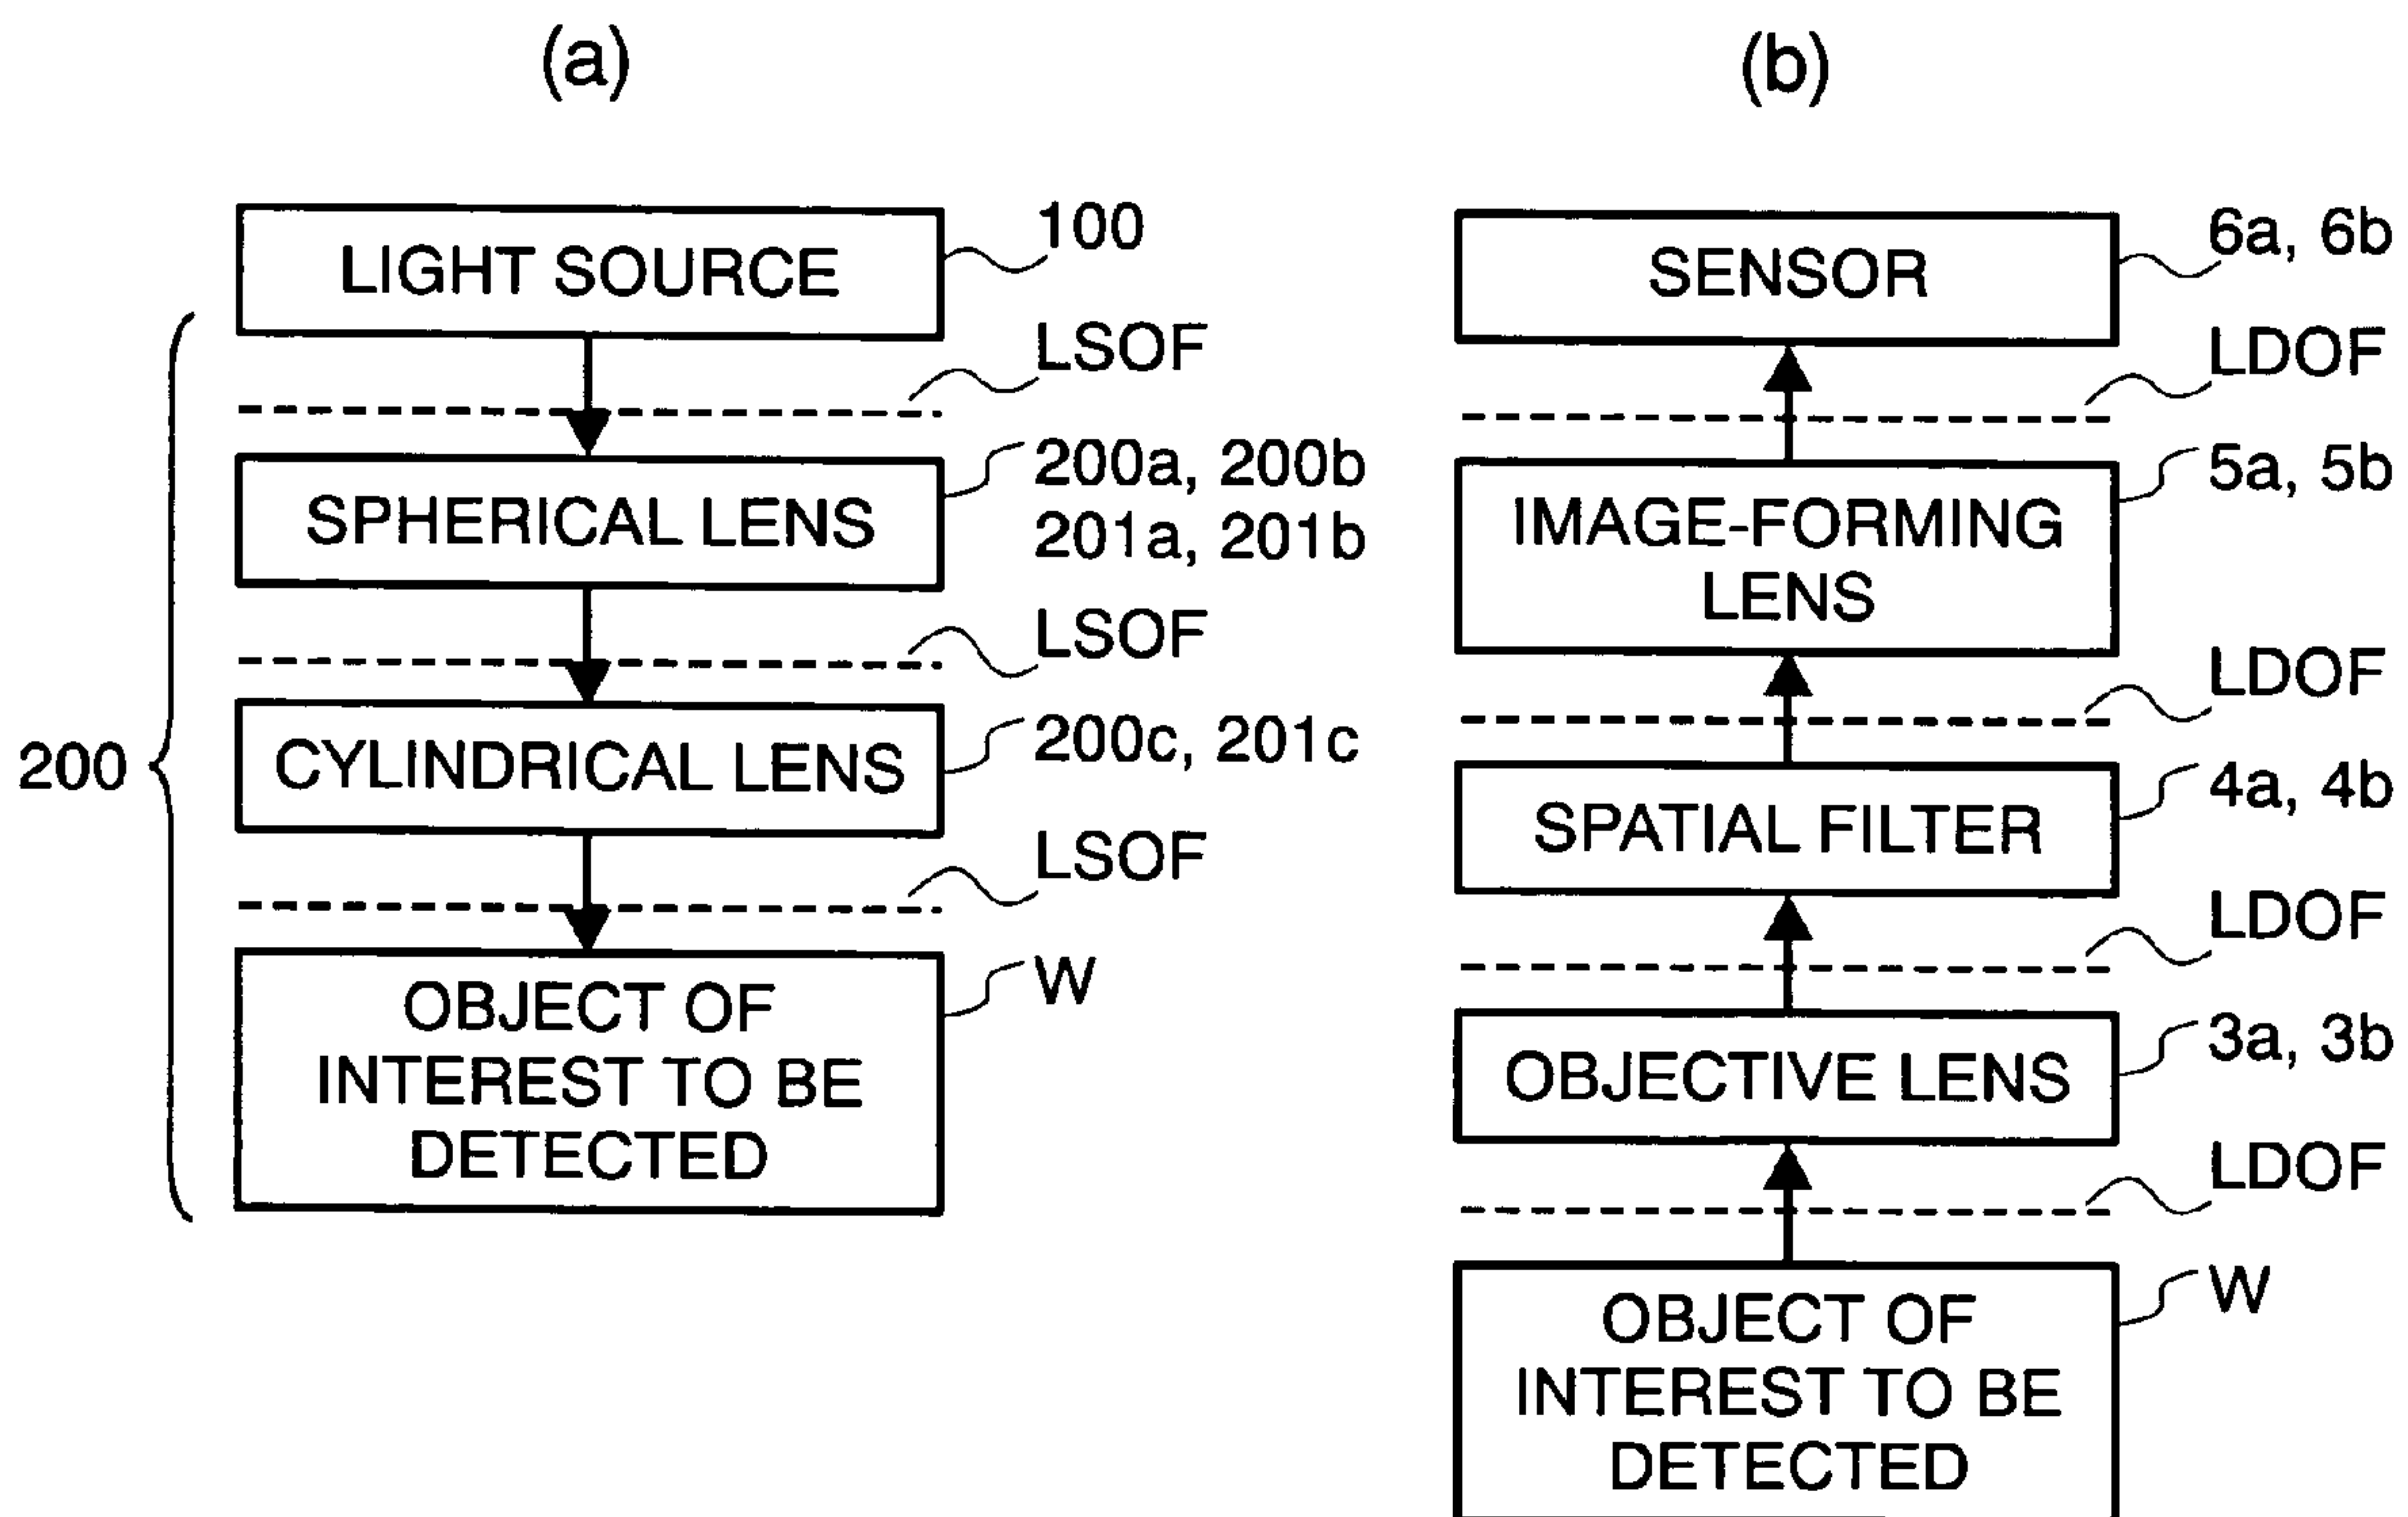 (a)
LIGHT SOURCE
100
LSOF
SPHERICAL LENS
200a, 200b
201a, 201b
LSOF
200
CYLINDRICAL LENS
200c, 201c
LSOF
OBJECT OF
INTEREST TO BE
DETECTED
W
(b)
SENSOR
6a, 6b
LDOF
IMAGE-FORMING
LENS
5a, 5b
LDOF
SPATIAL FILTER
4a, 4b
LDOF
OBJECTIVE LENS
3a, 3b
LDOF
OBJECT OF
INTEREST TO BE
DETECTED
W